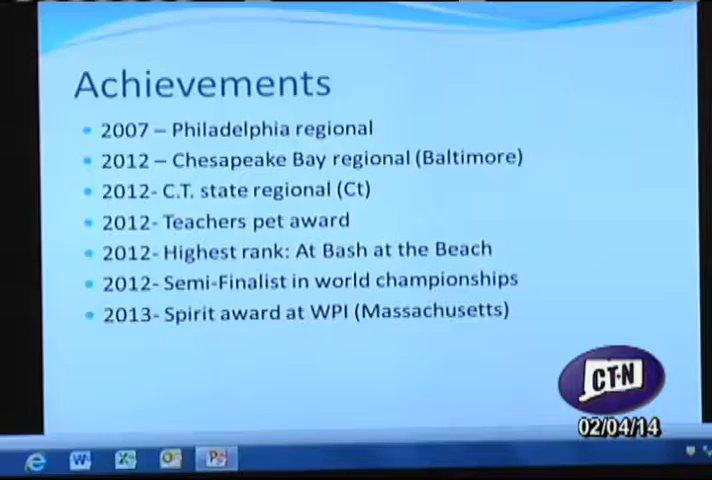 Achievements
2007 – Philadelphia regional
2012 – Chesapeake Bay regional (Baltimore)
2012- C.T. state regional (Ct)
2012- Teachers pet award
2012- Highest rank: At Bash at the Beach
2012- Semi-Finalist in world championships
2013- Spirit award at WPI (Massachusetts)
CT-N
02/04/14